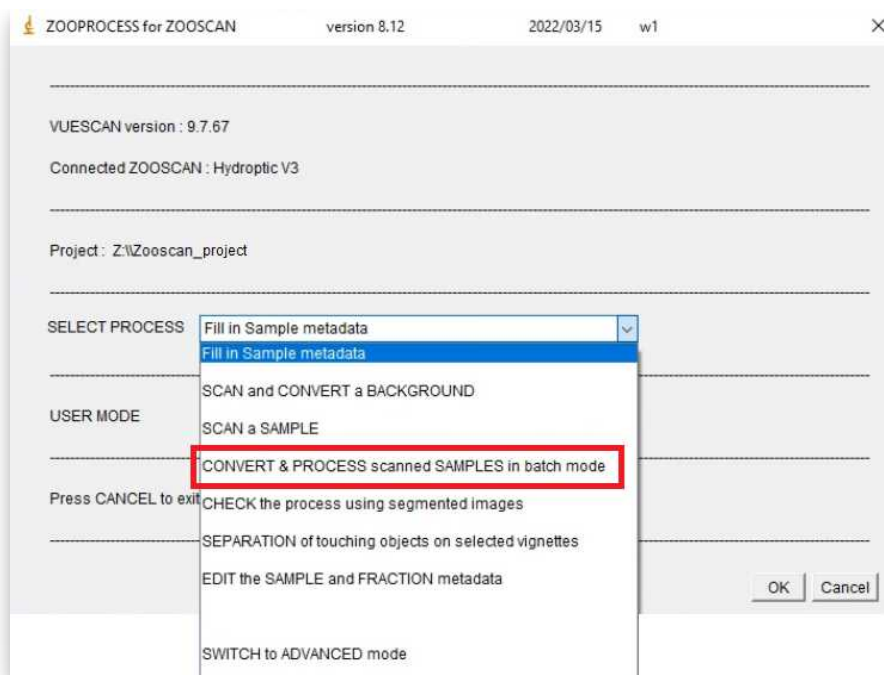 ZOOPROCESS for ZOOSCAN version 8.12 2022/03/15 w1
VUESCAN version : 9.7.67
Connected ZOOSCAN : Hydroptic V3
Project : Z:\\Zooscan_project
SELECT PROCESS Fill in Sample metadata
Fill in Sample metadata
SCAN and CONVERT a BACKGROUND
USER MODE
SCAN a SAMPLE
CONVERT & PROCESS scanned SAMPLES in batch mode
Press CANCEL to exit
CHECK the process using segmented images
SEPARATION of touching objects on selected vignettes
EDIT the SAMPLE and FRACTION metadata
OK Cancel
SWITCH to ADVANCED mode